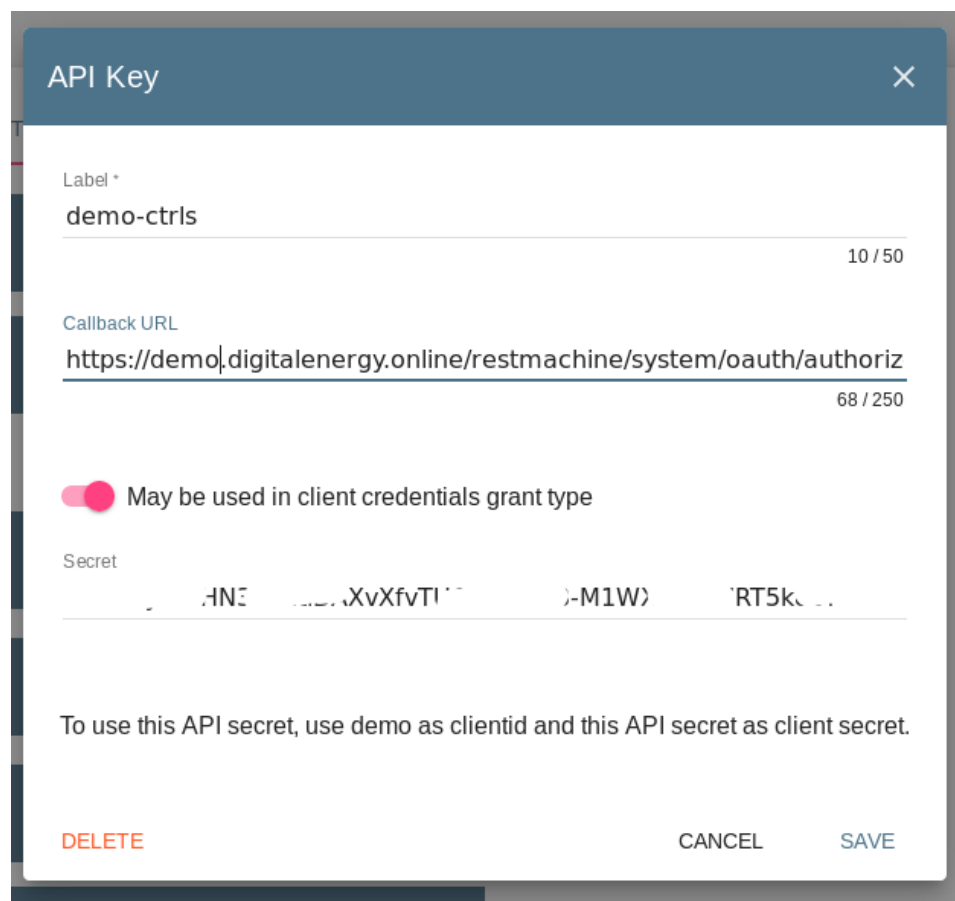 API Key
Label *
demo-ctrls
10 / 50
Callback URL
https://demo.digitalenergy.online/restmachine/system/oauth/authoriz
68 / 250
May be used in client credentials grant type
Secret
To use this API secret, use demo as clientid and this API secret as client secret.
DELETE
CANCEL
SAVE